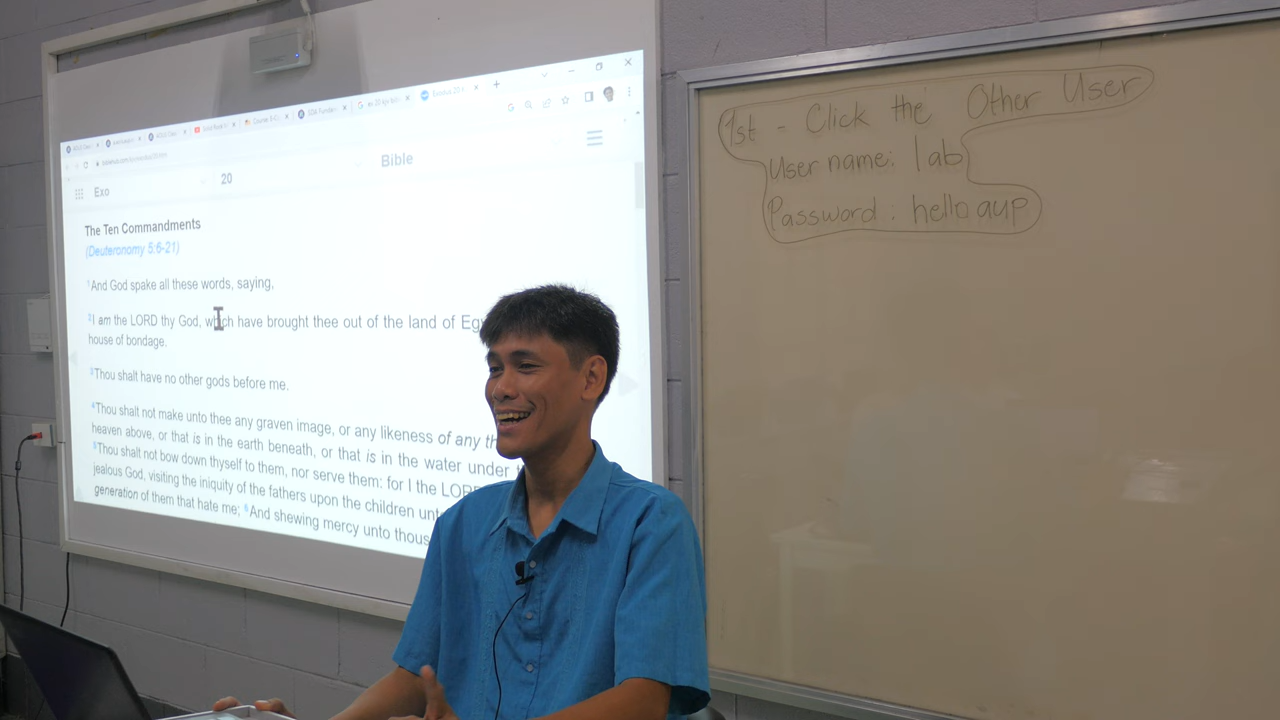 Bible
Exo
20
The Ten Commandments
(Deuteronomy 5:6-21)
1And God spake all these words, saying,
2I am the LORD thy God, which have brought thee out of the land of Eg
house of bondage.
3Thou shalt have no other gods before me.
4Thou shalt not make unto thee any graven image, or any likeness of any th
heaven above, or that is in the earth beneath, or that is in the water under
5Thou shalt not bow down thyself to them, nor serve them: for I the LORD
jealous God, visiting the iniquity of the fathers upon the children unt
generation of them that hate me; 6And shewing mercy unto thous
1st - Click the Other User
User name: lab
Password: hello aup